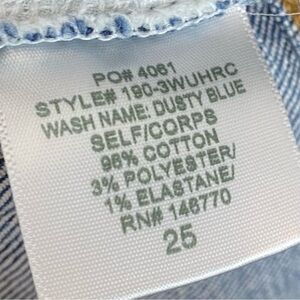 PO# 4061
STYLE# 190-3WUHRC
WASH NAME: DUSTY BLUE
SELF/CORPS
96% COTTON
3% POLYESTER/
1% ELASTANE/
RN# 146770
25